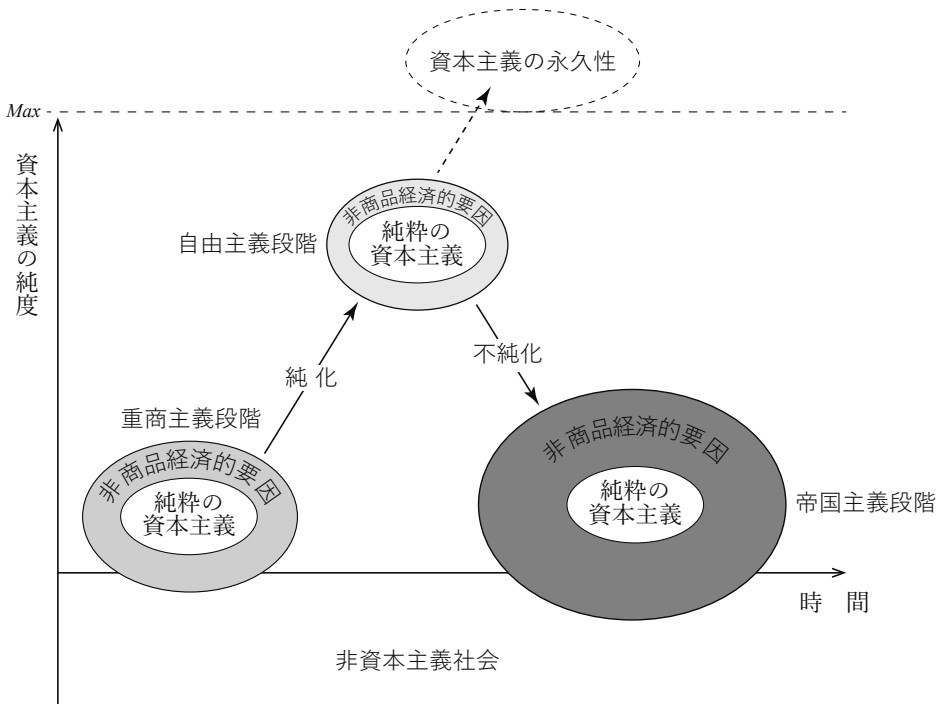 資本主義の永久性
Max
資本主義の純度
非商品経済的要因
純粋の
資本主義
自由主義段階
純 化
不純化
重商主義段階
非商品経済的要因
純粋の
資本主義
非商品経済的要因
純粋の
資本主義
帝国主義段階
時　間
非資本主義社会